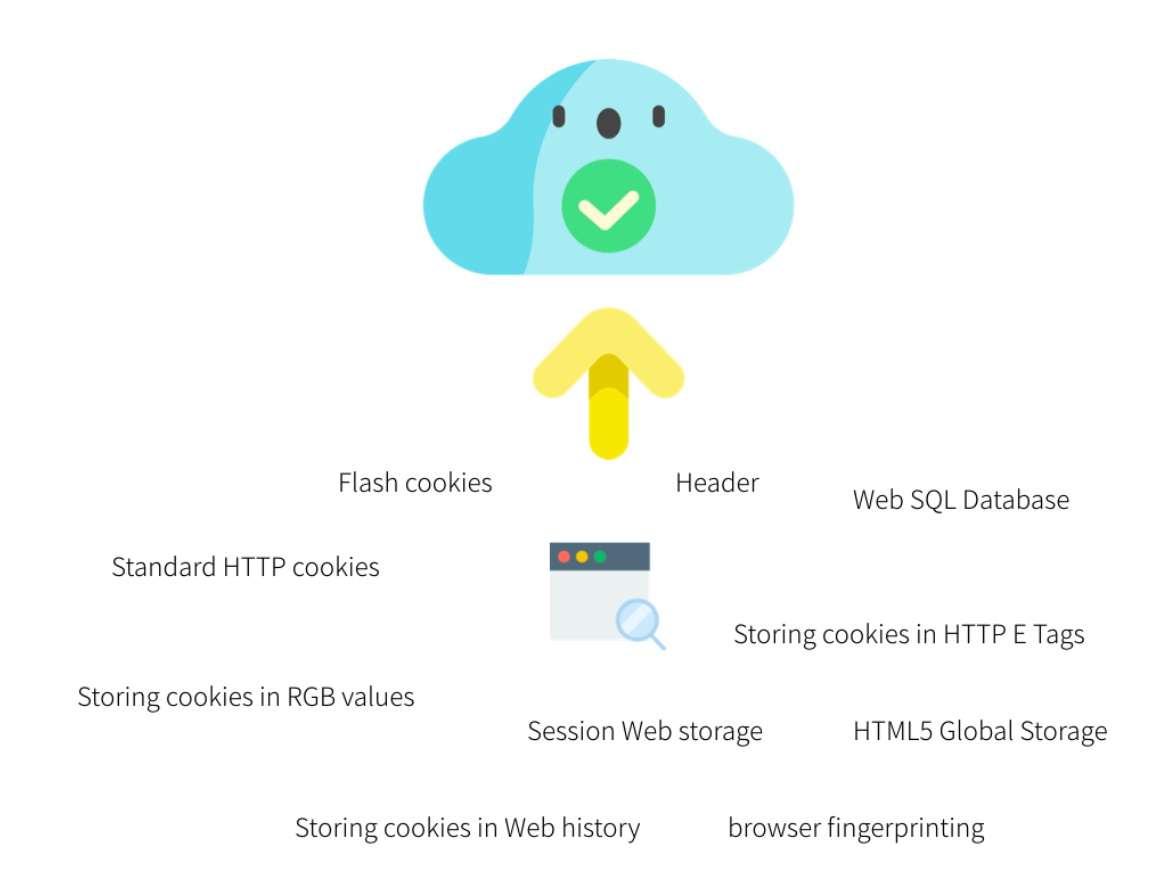 Flash cookies
Header
Web SQL Database
Standard HTTP cookies
Storing cookies in HTTP E Tags
Storing cookies in RGB values
Session Web storage
HTML5 Global Storage
Storing cookies in Web history
browser fingerprinting